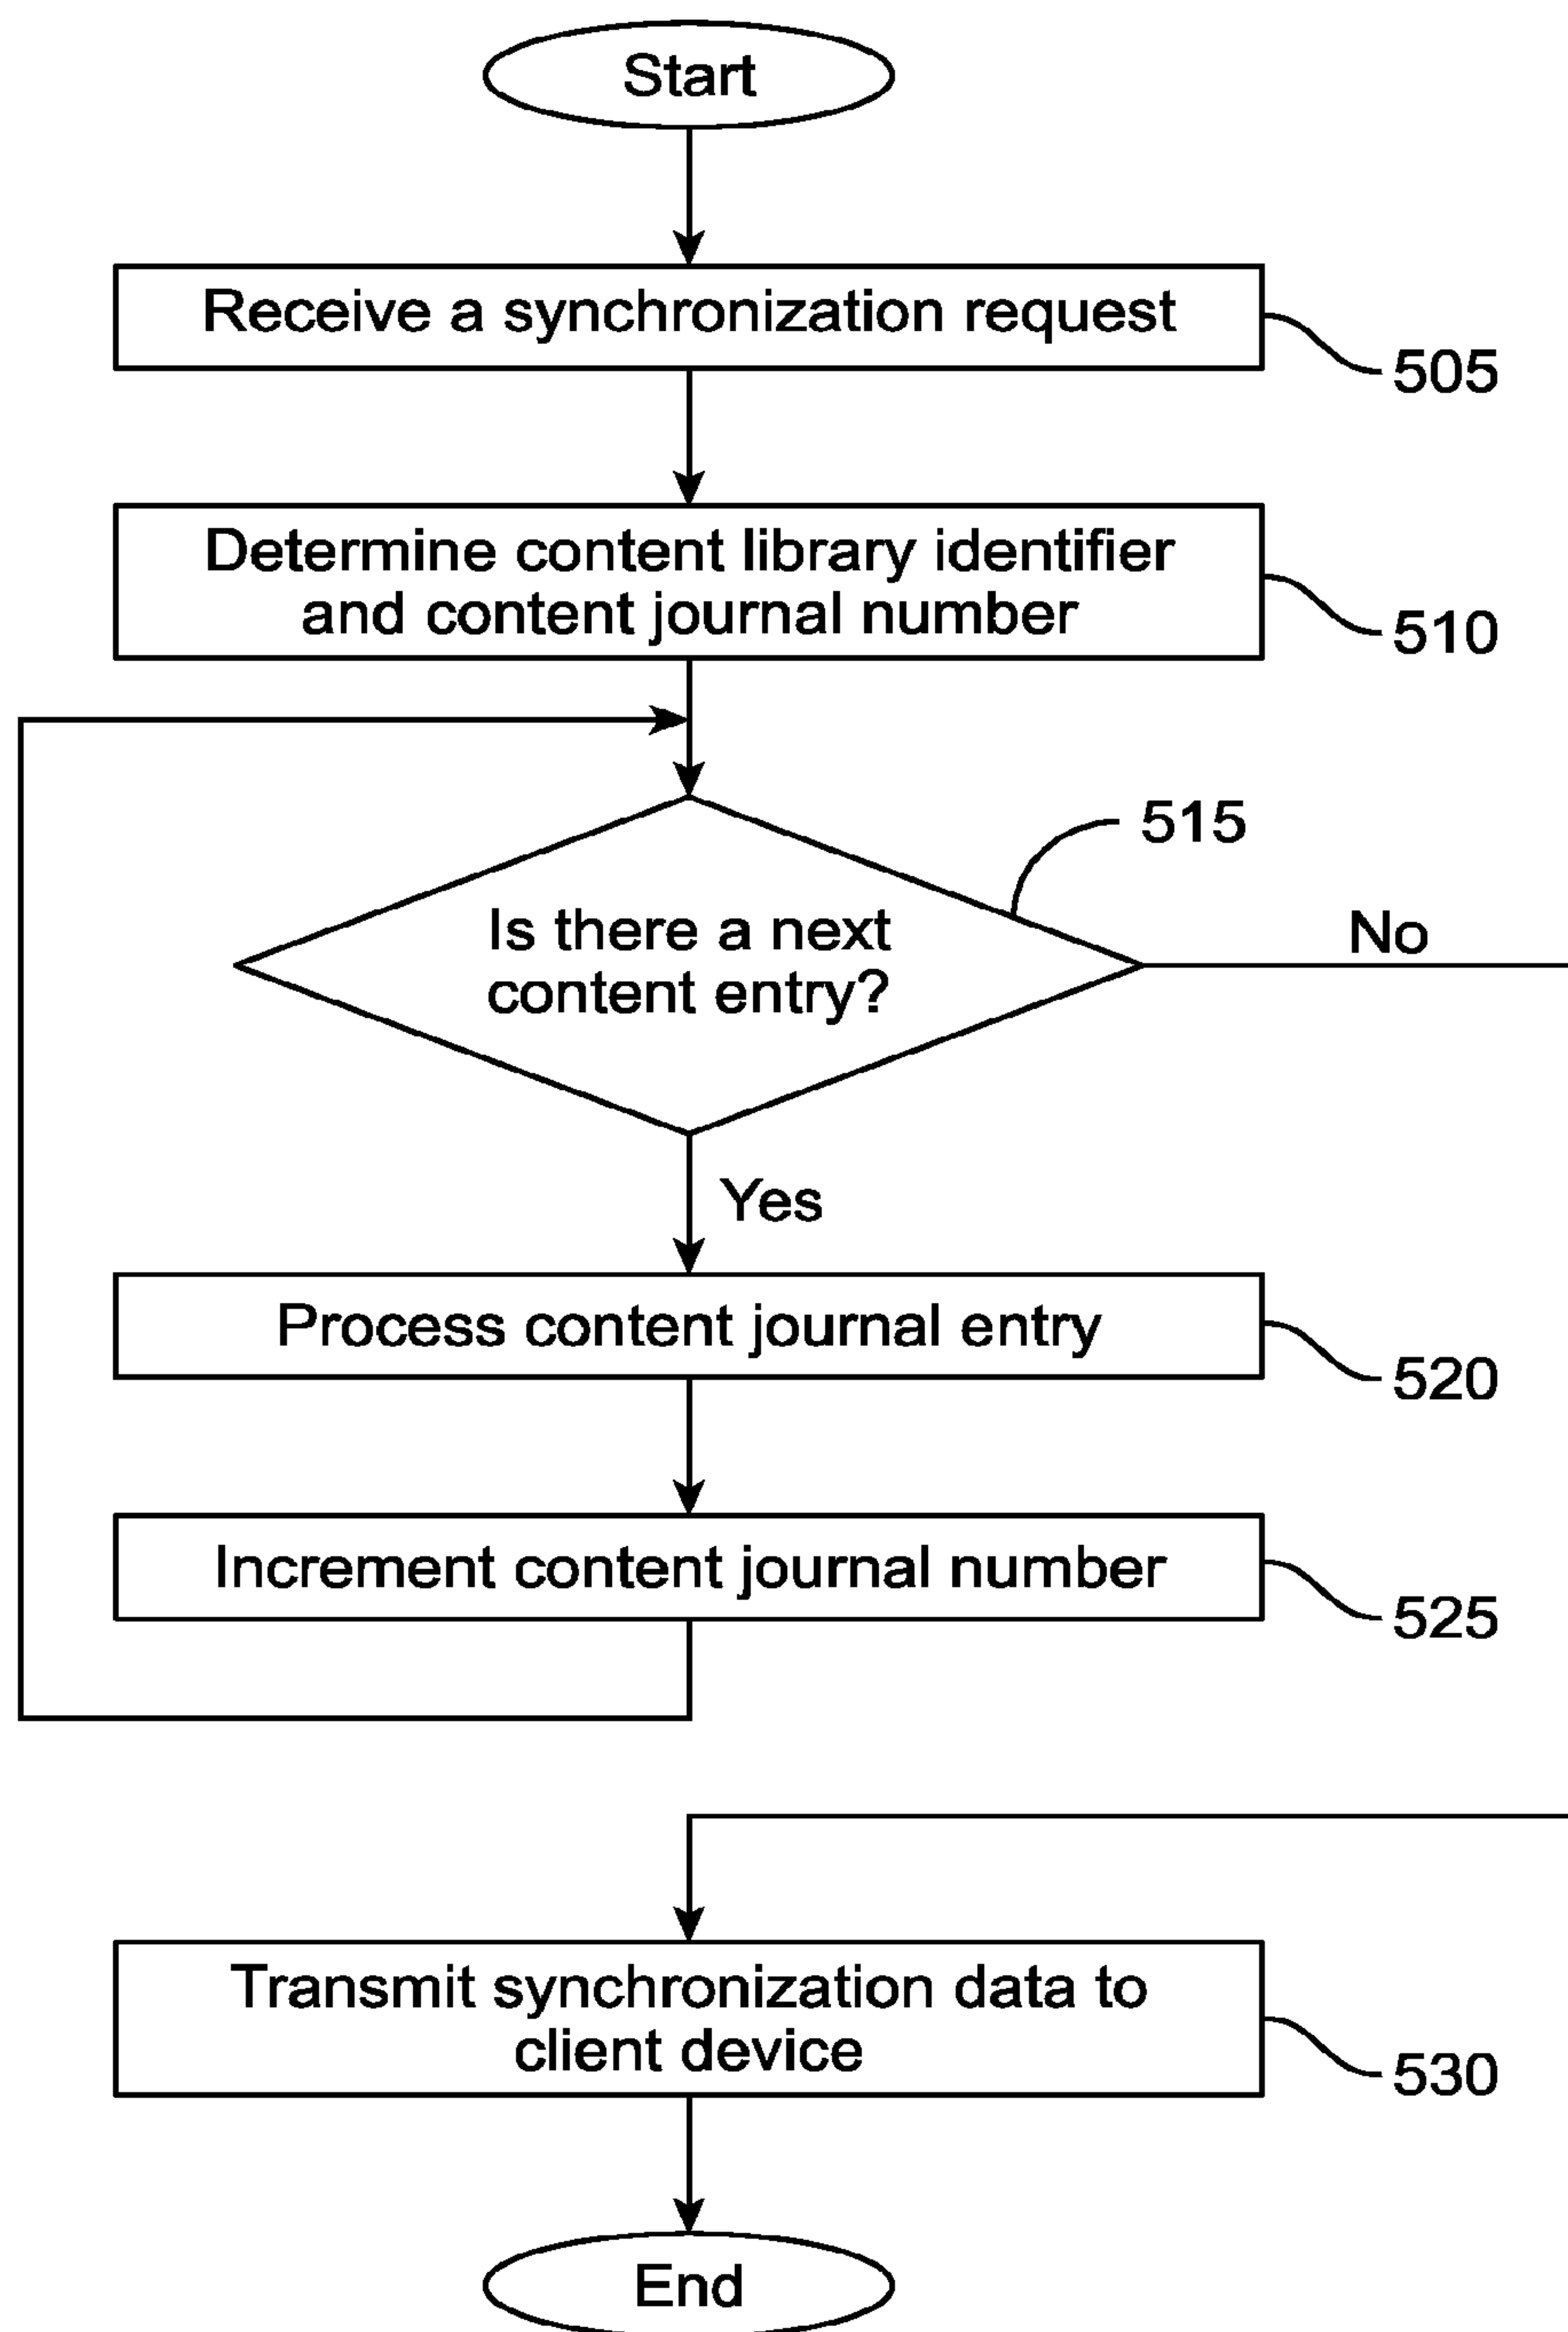 Start
Receive a synchronization request
505
Determine content library identifier
and content journal number
510
515
Is there a next
content entry?
No
Yes
Process content journal entry
520
Increment content journal number
525
Transmit synchronization data to
client device
530
End